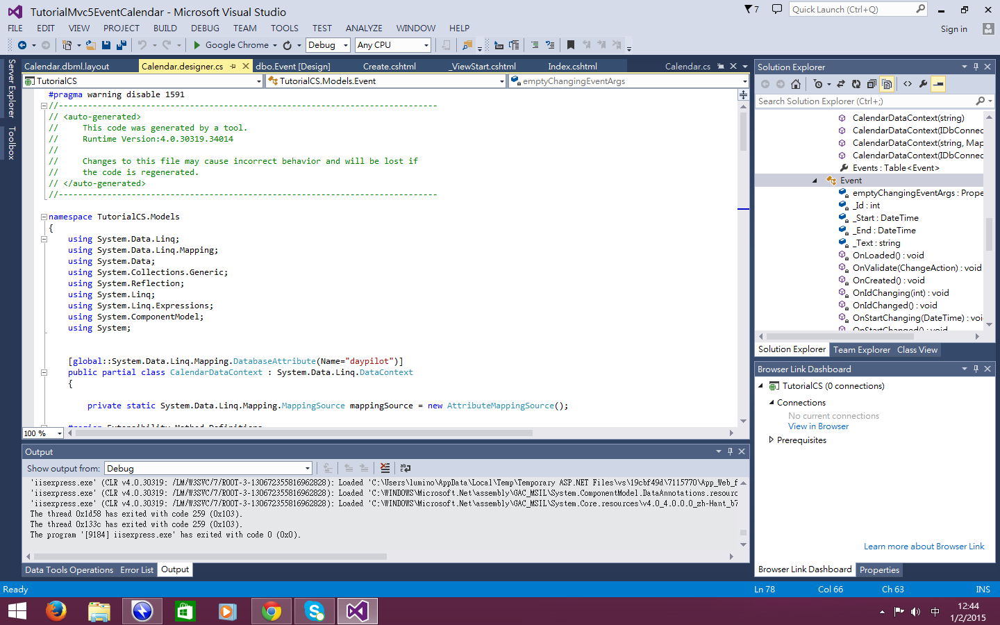 TutorialMvc5EventCalendar - Microsoft Visual Studio
7
Quick Launch (Ctrl+Q)
FILE EDIT VIEW PROJECT BUILD DEBUG TEAM TOOLS TEST ANALYZE WINDOW HELP
Sign in
Google Chrome
Debug
Any CPU
Server Explorer
Toolbox
Calendar.dbml.layout
Calendar.designer.cs
dbo.Event [Design]
Create.cshtml
_ViewStart.cshtml
Index.cshtml
Calendar.cs
TutorialCS
TutorialCS.Models.Event
emptyChangingEventArgs
#pragma warning disable 1591
//------------------------------------------------------------------------------
// <auto-generated>
//     This code was generated by a tool.
//     Runtime Version:4.0.30319.34014
//
//     Changes to this file may cause incorrect behavior and will be lost if
//     the code is regenerated.
// </auto-generated>
//------------------------------------------------------------------------------
namespace TutorialCS.Models
{
using System.Data.Linq;
using System.Data.Linq.Mapping;
using System.Data;
using System.Collections.Generic;
using System.Reflection;
using System.Linq;
using System.Linq.Expressions;
using System.ComponentModel;
using System;
[global::System.Data.Linq.Mapping.DatabaseAttribute(Name="daypilot")]
public partial class CalendarDataContext : System.Data.Linq.DataContext
{
private static System.Data.Linq.Mapping.MappingSource mappingSource = new AttributeMappingSource();
#region Extensibility Method Definitions
100 %
Output
Show output from: Debug
'iisexpress.exe' (CLR v4.0.30319: /LM/W3SVC/7/ROOT-3-130672355816962828): Loaded 'C:\Users\lumino\AppData\Local\Temp\Temporary ASP.NET Files\vs\19cbf49d\7115770\App_Web_f
'iisexpress.exe' (CLR v4.0.30319: /LM/W3SVC/7/ROOT-3-130672355816962828): Loaded 'C:\WINDOWS\Microsoft.Net\assembly\GAC_MSIL\System.ComponentModel.DataAnnotations.resourc
'iisexpress.exe' (CLR v4.0.30319: /LM/W3SVC/7/ROOT-3-130672355816962828): Loaded 'C:\WINDOWS\Microsoft.Net\assembly\GAC_MSIL\System.Core.resources\v4.0_4.0.0.0_zh-Hant_b7
The thread 0x1d58 has exited with code 259 (0x103).
The thread 0x133c has exited with code 259 (0x103).
The program '[9184] iisexpress.exe' has exited with code 0 (0x0).
Data Tools Operations
Error List
Output
Solution Explorer
Search Solution Explorer (Ctrl+;)
CalendarDataContext(string)
CalendarDataContext(IDbConnec
CalendarDataContext(string, Map
CalendarDataContext(IDbConnec
Events : Table<Event>
Event
emptyChangingEventArgs : Prope
_Id : int
_Start : DateTime
_End : DateTime
_Text : string
OnLoaded() : void
OnValidate(ChangeAction) : void
OnCreated() : void
OnIdChanging(int) : void
OnIdChanged() : void
OnStartChanging(DateTime) : voi
OnStartChanged() : void
Solution Explorer
Team Explorer
Class View
Browser Link Dashboard
TutorialCS (0 connections)
Connections
No current connections
View in Browser
Prerequisites
Learn more about Browser Link
Browser Link Dashboard
Properties
Ready
Ln 78
Col 66
Ch 63
INS
中
12:44
1/2/2015